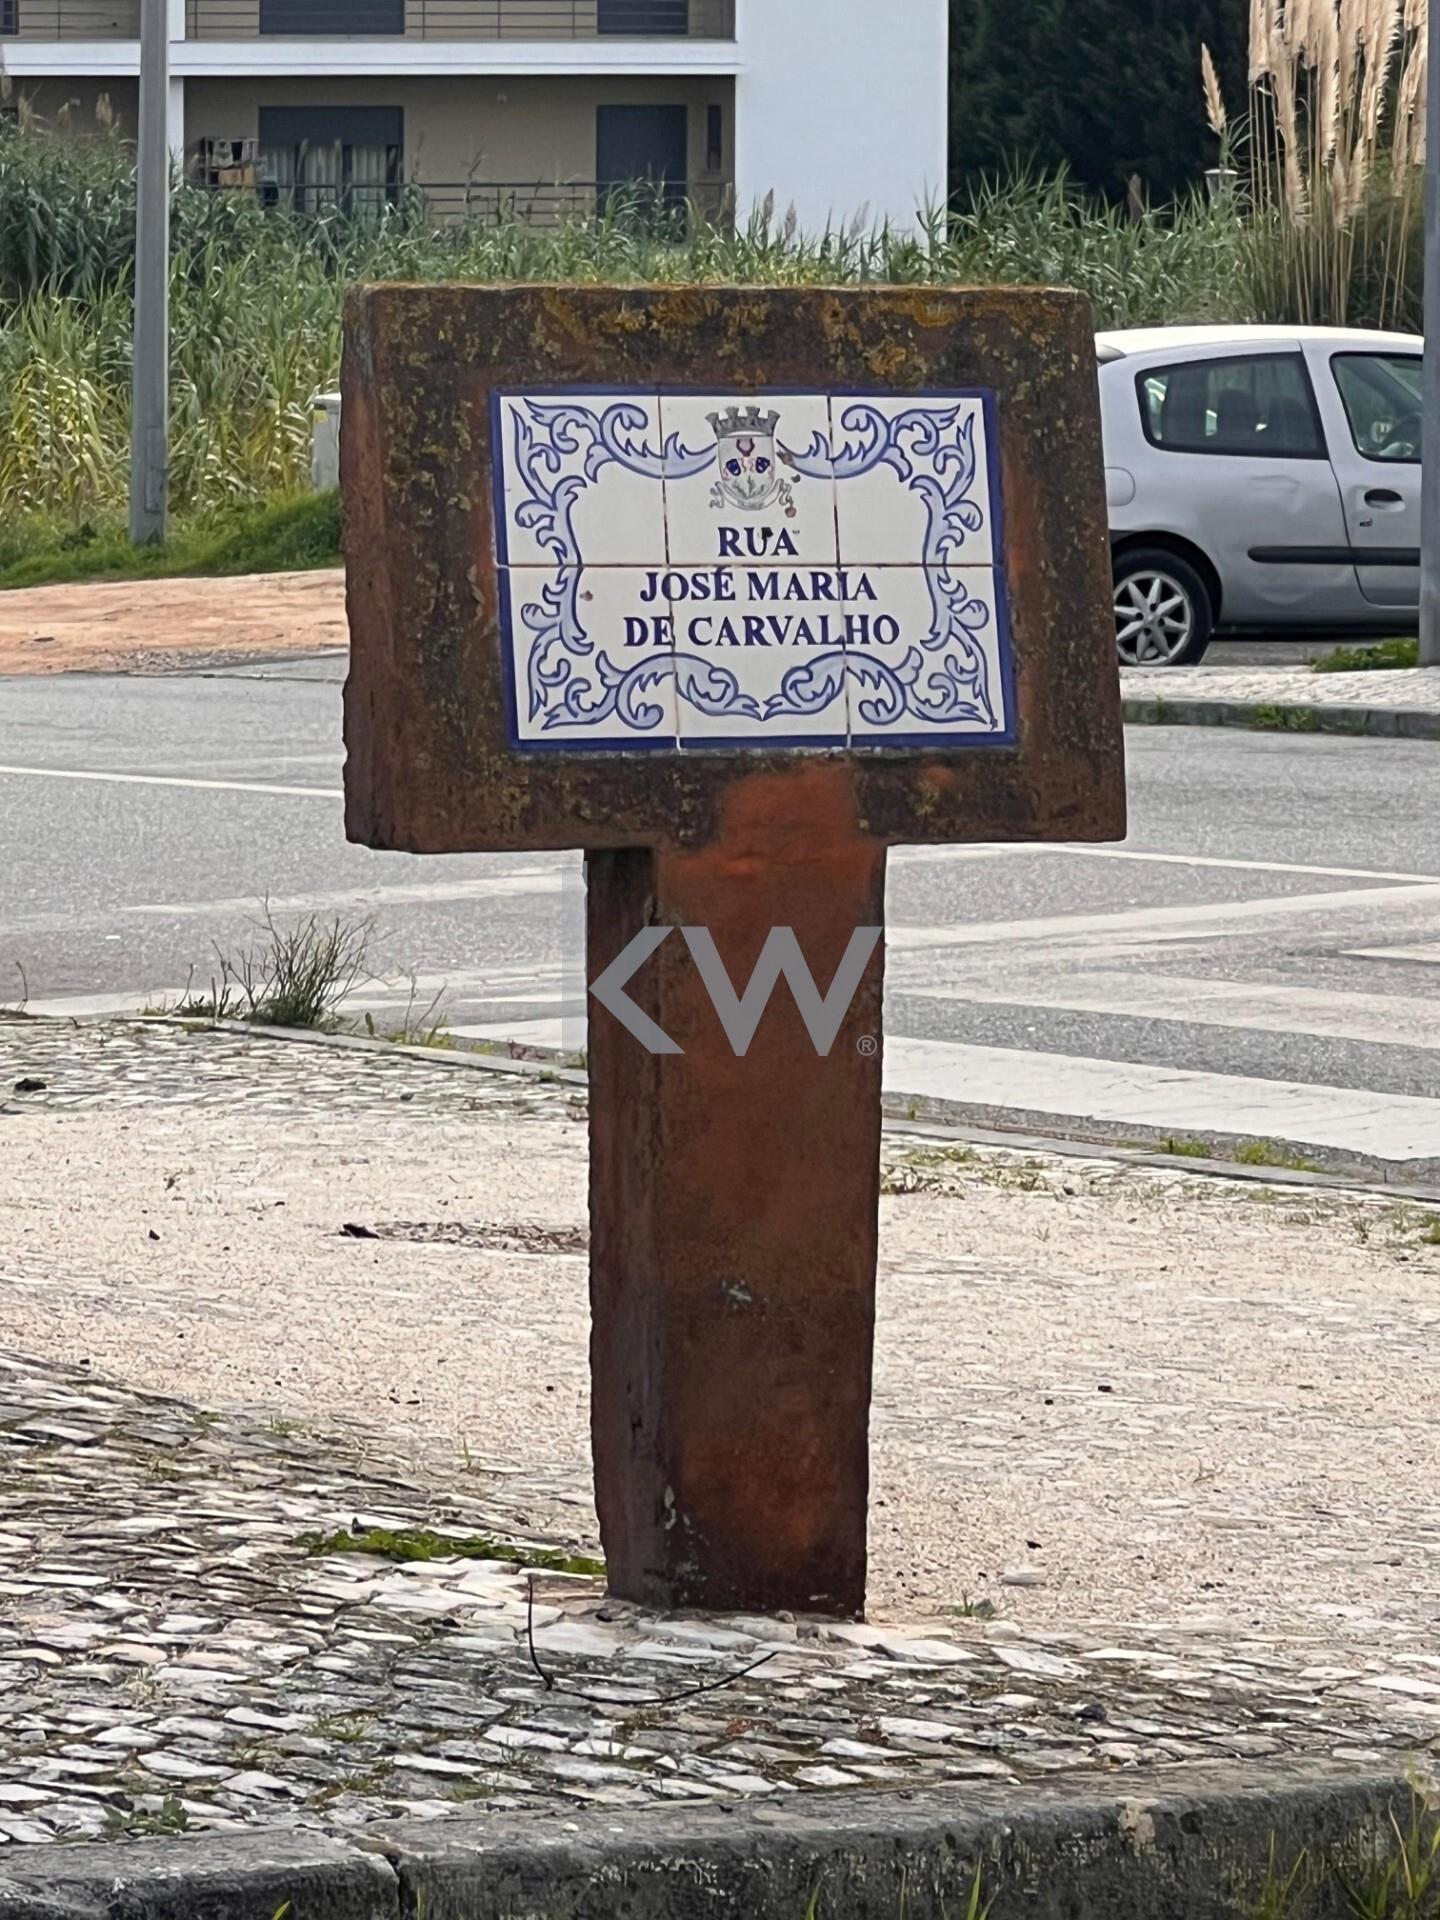 RUA
JOSÉ MARIA
DE CARVALHO
KW®